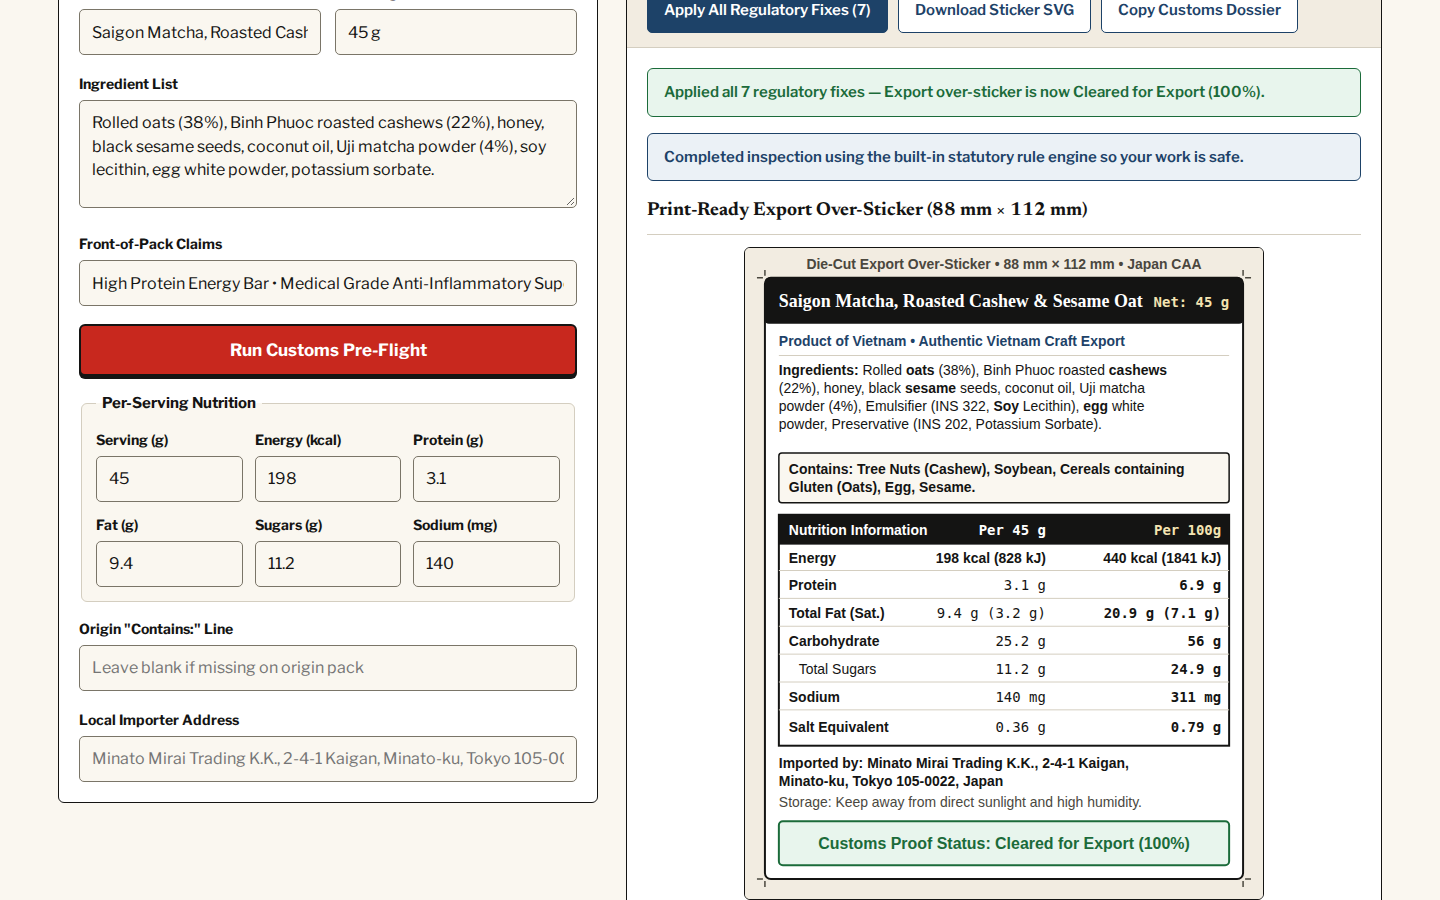 Saigon Matcha, Roasted Cash
45 g
Ingredient List
Rolled oats (38%), Binh Phuoc roasted cashews (22%), honey,
black sesame seeds, coconut oil, Uji matcha powder (4%), soy
lecithin, egg white powder, potassium sorbate.
Front-of-Pack Claims
High Protein Energy Bar • Medical Grade Anti-Inflammatory Sup
Run Customs Pre-Flight
Per-Serving Nutrition
Serving (g) Energy (kcal) Protein (g)
45 198 3.1
Fat (g) Sugars (g) Sodium (mg)
9.4 11.2 140
Origin "Contains:" Line
Leave blank if missing on origin pack
Local Importer Address
Minato Mirai Trading K.K., 2-4-1 Kaigan, Minato-ku, Tokyo 105-00
Apply All Regulatory Fixes (7) Download Sticker SVG Copy Customs Dossier
Applied all 7 regulatory fixes — Export over-sticker is now Cleared for Export (100%).
Completed inspection using the built-in statutory rule engine so your work is safe.
Print-Ready Export Over-Sticker (88 mm × 112 mm)
Die-Cut Export Over-Sticker • 88 mm × 112 mm • Japan CAA
Saigon Matcha, Roasted Cashew & Sesame Oat Net: 45 g
Product of Vietnam • Authentic Vietnam Craft Export
Ingredients: Rolled oats (38%), Binh Phuoc roasted cashews
(22%), honey, black sesame seeds, coconut oil, Uji matcha
powder (4%), Emulsifier (INS 322, Soy Lecithin), egg white
powder, Preservative (INS 202, Potassium Sorbate).
Contains: Tree Nuts (Cashew), Soybean, Cereals containing
Gluten (Oats), Egg, Sesame.
Nutrition Information Per 45 g Per 100g
Energy 198 kcal (828 kJ) 440 kcal (1841 kJ)
Protein 3.1 g 6.9 g
Total Fat (Sat.) 9.4 g (3.2 g) 20.9 g (7.1 g)
Carbohydrate 25.2 g 56 g
Total Sugars 11.2 g 24.9 g
Sodium 140 mg 311 mg
Salt Equivalent 0.36 g 0.79 g
Imported by: Minato Mirai Trading K.K., 2-4-1 Kaigan,
Minato-ku, Tokyo 105-0022, Japan
Storage: Keep away from direct sunlight and high humidity.
Customs Proof Status: Cleared for Export (100%)